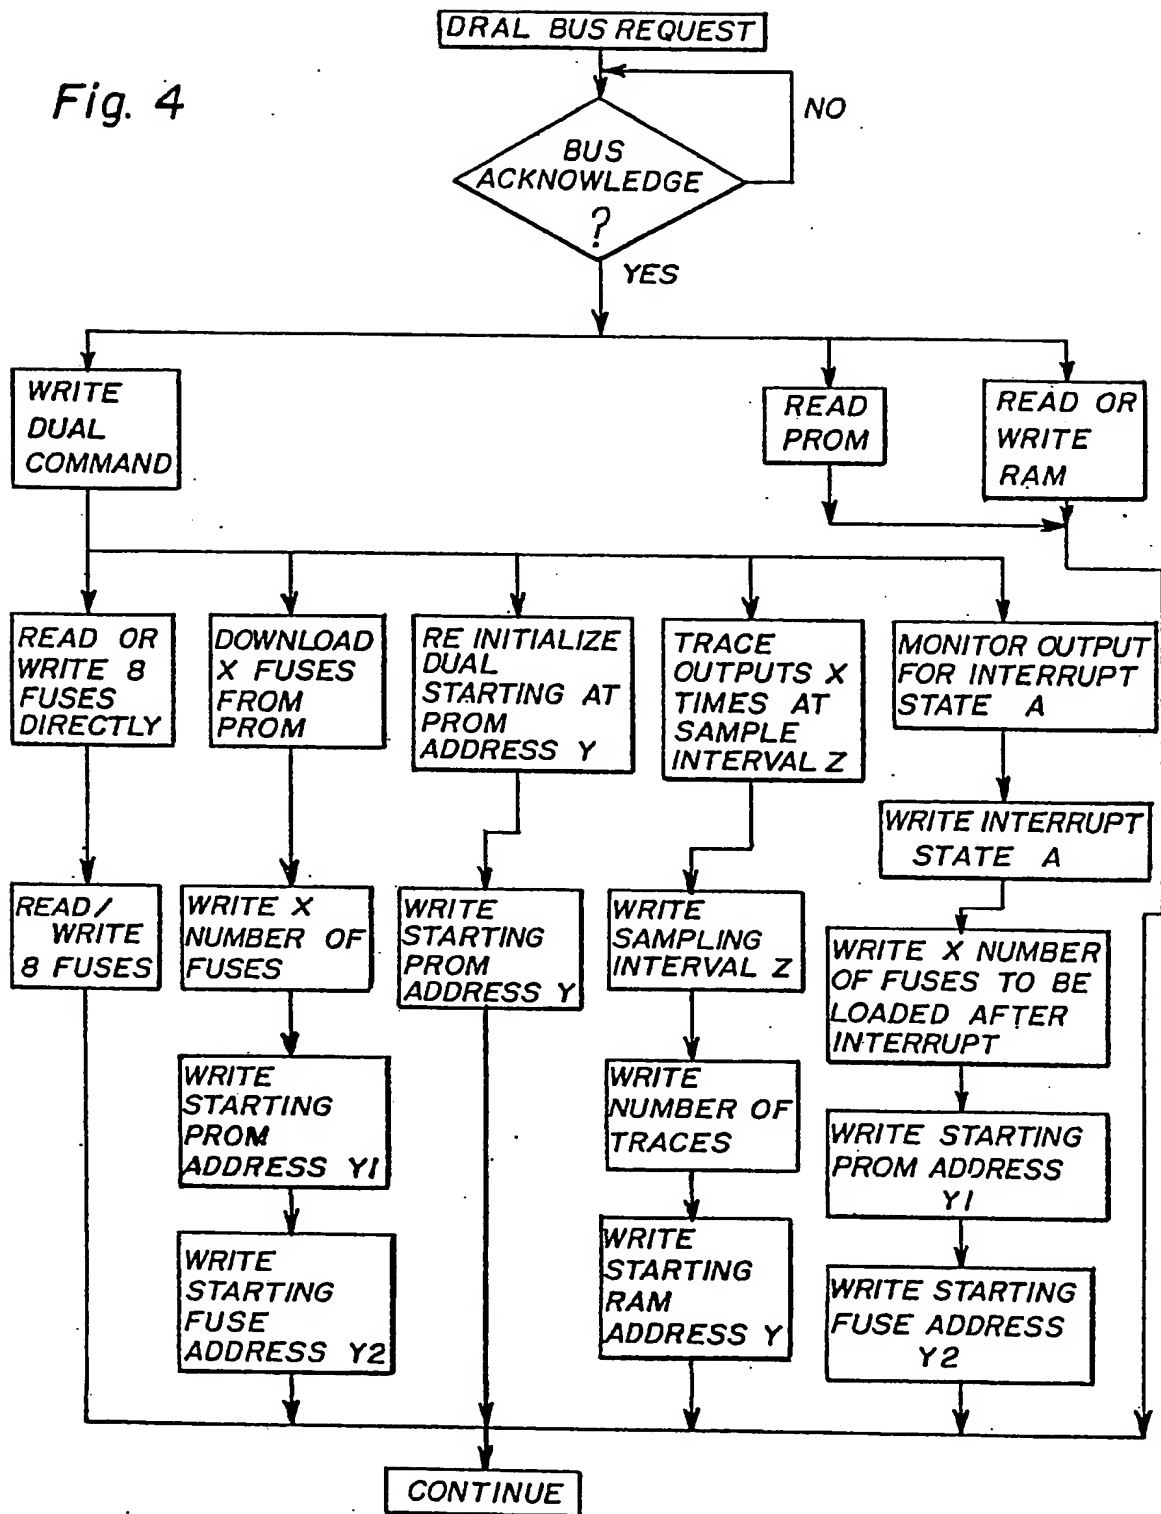 DRAL BUS REQUEST
Fig. 4
NO
BUS
ACKNOWLEDGE
?
YES
WRITE
DUAL
COMMAND
READ
PROM
READ OR
WRITE
RAM
READ OR
WRITE 8
FUSES
DIRECTLY
DOWNLOAD
X FUSES
FROM
PROM
RE INITIALIZE
DUAL
STARTING AT
PROM
ADDRESS Y
TRACE
OUTPUTS X
TIMES AT
SAMPLE
INTERVAL Z
MONITOR OUTPUT
FOR INTERRUPT
STATE A
WRITE INTERRUPT
STATE A
READ/
WRITE
8 FUSES
WRITE X
NUMBER OF
FUSES
WRITE
STARTING
PROM
ADDRESS Y
WRITE
SAMPLING
INTERVAL Z
WRITE X NUMBER
OF FUSES TO BE
LOADED AFTER
INTERRUPT
WRITE
STARTING
PROM
ADDRESS Y1
WRITE
NUMBER OF
TRACES
WRITE STARTING
PROM ADDRESS
Y1
WRITE
STARTING
FUSE
ADDRESS Y2
WRITE
STARTING
RAM
ADDRESS Y
WRITE STARTING
FUSE ADDRESS
Y2
CONTINUE